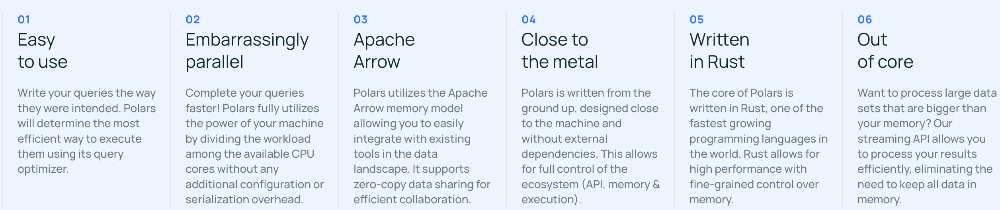 01
Easy
to use
Write your queries the way
they were intended. Polars
will determine the most
efficient way to execute
them using its query
optimizer.
02
Embarrassingly
parallel
Complete your queries
faster! Polars fully utilizes
the power of your machine
by dividing the workload
among the available CPU
cores without any
additional configuration or
serialization overhead.
03
Apache
Arrow
Polars utilizes the Apache
Arrow memory model
allowing you to easily
integrate with existing
tools in the data
landscape. It supports
zero-copy data sharing for
efficient collaboration.
04
Close to
the metal
Polars is written from the
ground up, designed close
to the machine and
without external
dependencies. This allows
for full control of the
ecosystem (API, memory &
execution).
05
Written
in Rust
The core of Polars is
written in Rust, one of the
fastest growing
programming languages in
the world. Rust allows for
high performance with
fine-grained control over
memory.
06
Out
of core
Want to process large data
sets that are bigger than
your memory? Our
streaming API allows you
to process your results
efficiently, eliminating the
need to keep all data in
memory.